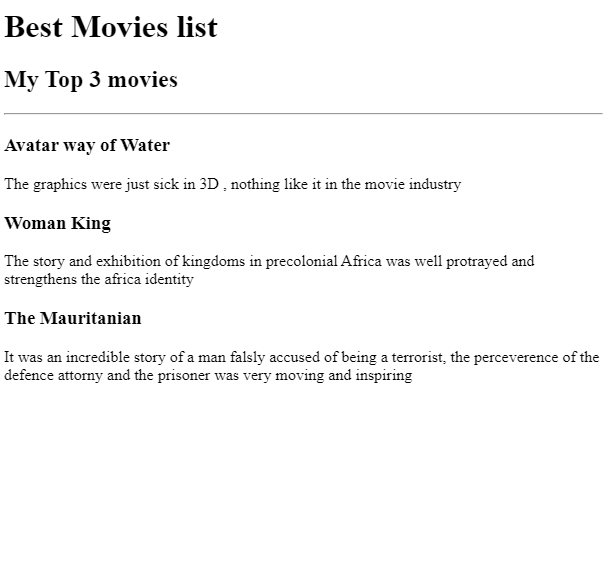 Best Movies list
My Top 3 movies
Avatar way of Water
The graphics were just sick in 3D , nothing like it in the movie industry
Woman King
The story and exhibition of kingdoms in precolonial Africa was well protrayed and
strengthens the africa identity
The Mauritanian
It was an incredible story of a man falsly accused of being a terrorist, the perceverence of the
defence attorny and the prisoner was very moving and inspiring